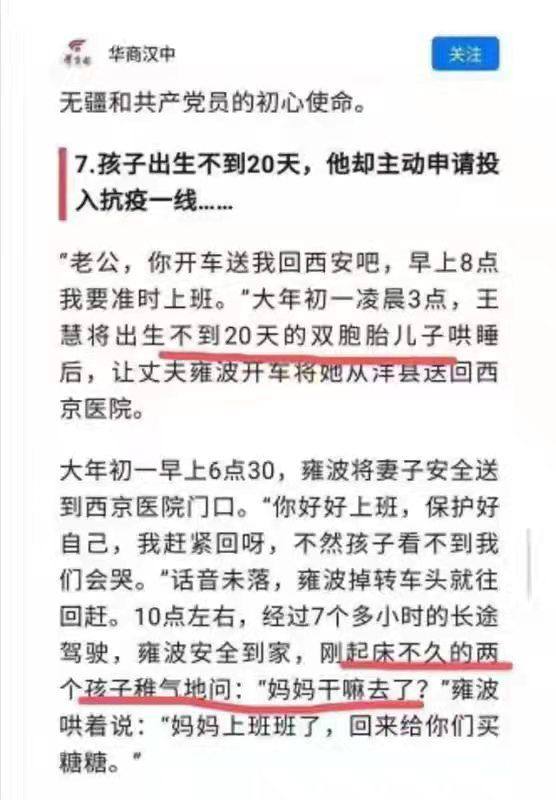 华商汉中
关注
无疆和共产党员的初心使命。
7.孩子出生不到20天，他却主动申请投
入抗疫一线……
“老公，你开车送我回西安吧，早上8点
我要准时上班。”大年初一凌晨3点，王
慧将出生不到20天的双胞胎儿子哄睡
后，让丈夫雍波开车将她从洋县送回西
京医院。
大年初一早上6点30，雍波将妻子安全送
到西京医院门口。“你好好上班，保护好
自己，我赶紧回呀，不然孩子看不到我
们会哭。”话音未落，雍波掉转车头就往
回赶。10点左右，经过7个多小时的长途
驾驶，雍波安全到家，刚起床不久的两
个孩子稚气地问：“妈妈干嘛去了？”雍波
哄着说：“妈妈上班班了，回来给你们买
糖糖。”